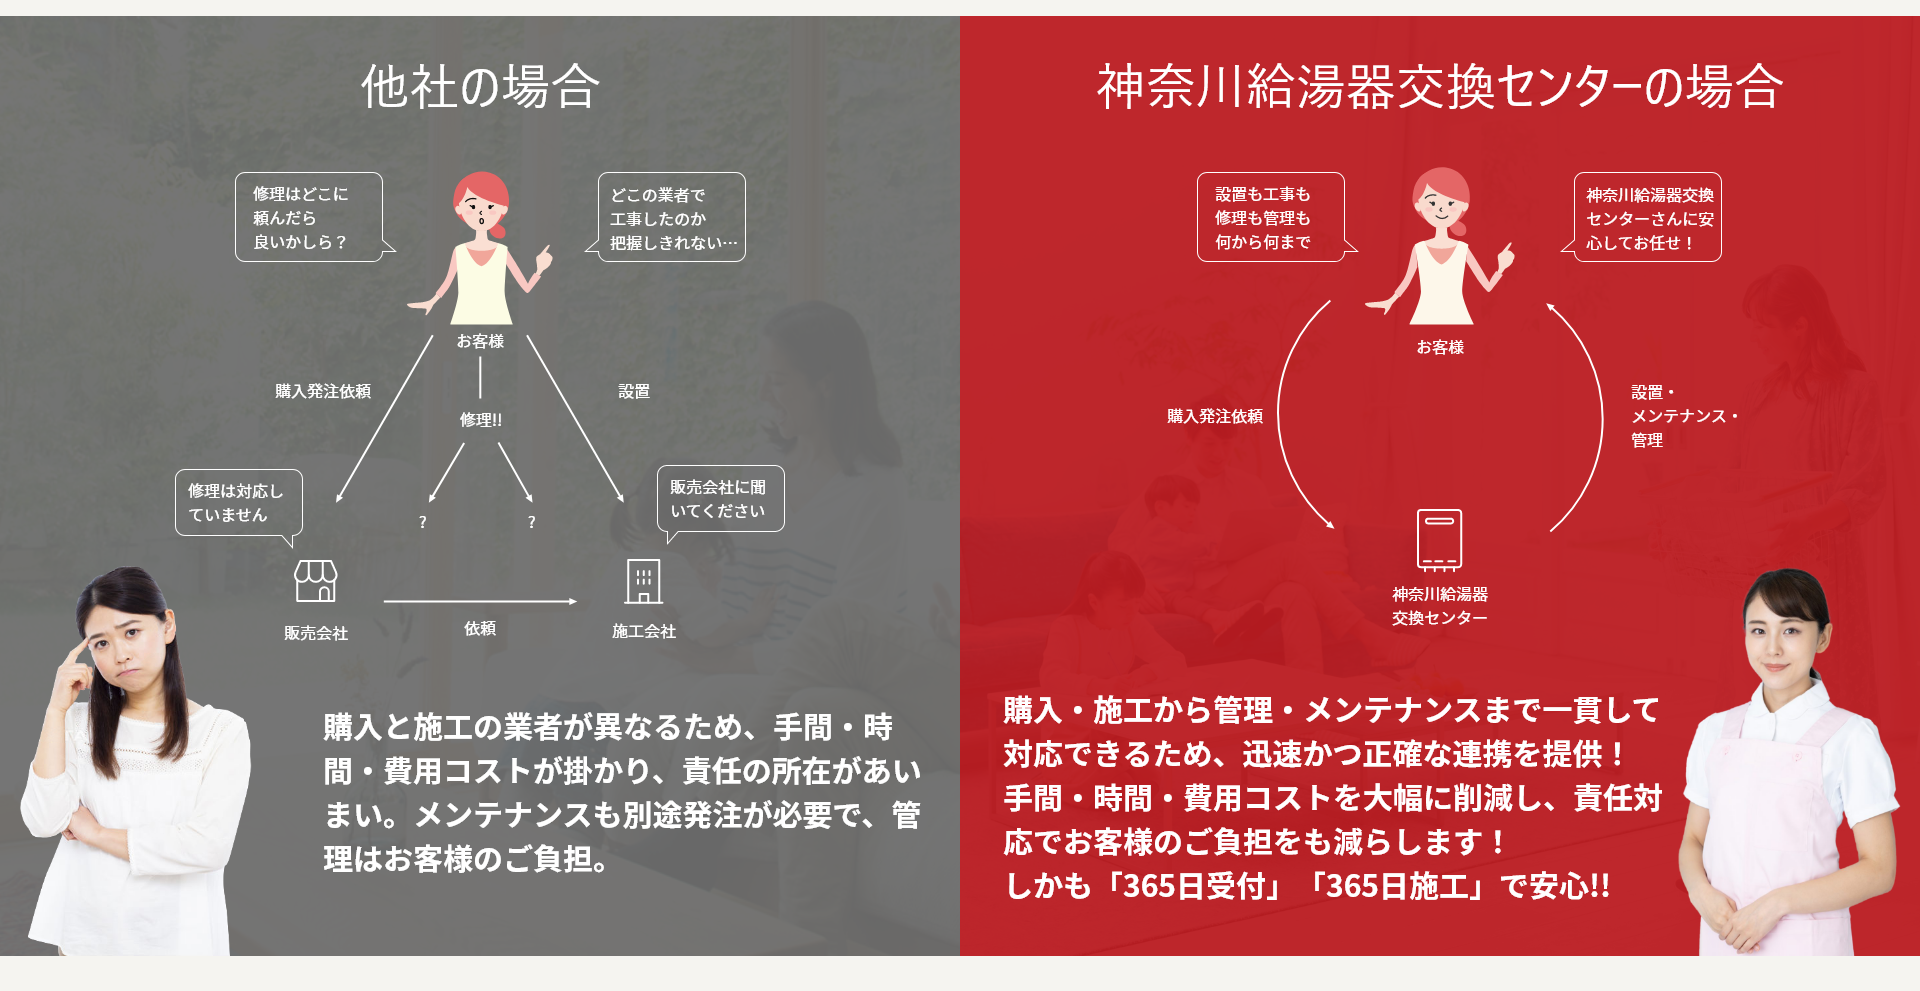 他社の場合
修理はどこに
頼んだら
良いかしら？
どこの業者で
工事したのか
把握しきれない…
お客様
購入発注依頼
設置
修理!!
修理は対応し
ていません
販売会社に聞
いてください
？
？
販売会社
依頼
施工会社
購入と施工の業者が異なるため、手間・時
間・費用コストが掛かり、責任の所在があい
まい。メンテナンスも別途発注が必要で、管
理はお客様のご負担。
神奈川給湯器交換センターの場合
設置も工事も
修理も管理も
何から何まで
神奈川給湯器交換
センターさんに安
心してお任せ！
お客様
購入発注依頼
設置・
メンテナンス・
管理
神奈川給湯器
交換センター
購入・施工から管理・メンテナンスまで一貫して
対応できるため、迅速かつ正確な連携を提供！
手間・時間・費用コストを大幅に削減し、責任対
応でお客様のご負担をも減らします！
しかも「365日受付」「365日施工」で安心!!